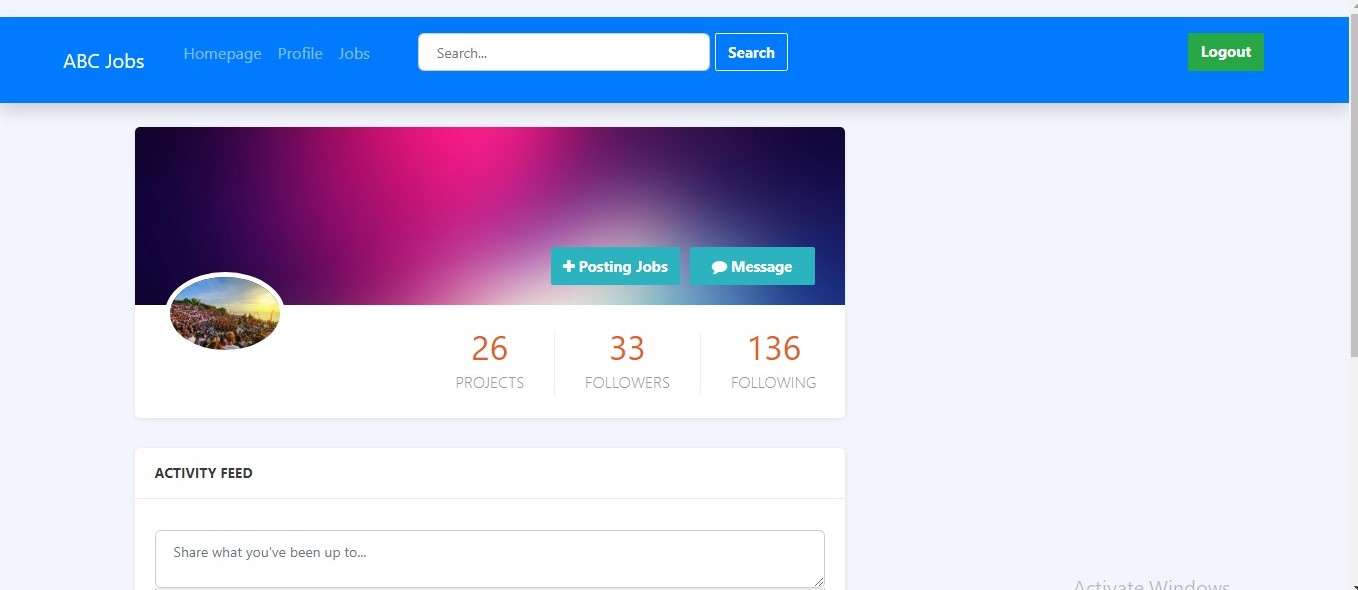 ABC Jobs Homepage Profile Jobs Search... Search Logout
Posting Jobs Message
26 33 136
PROJECTS FOLLOWERS FOLLOWING
ACTIVITY FEED
Share what you've been up to...
Activate Windows